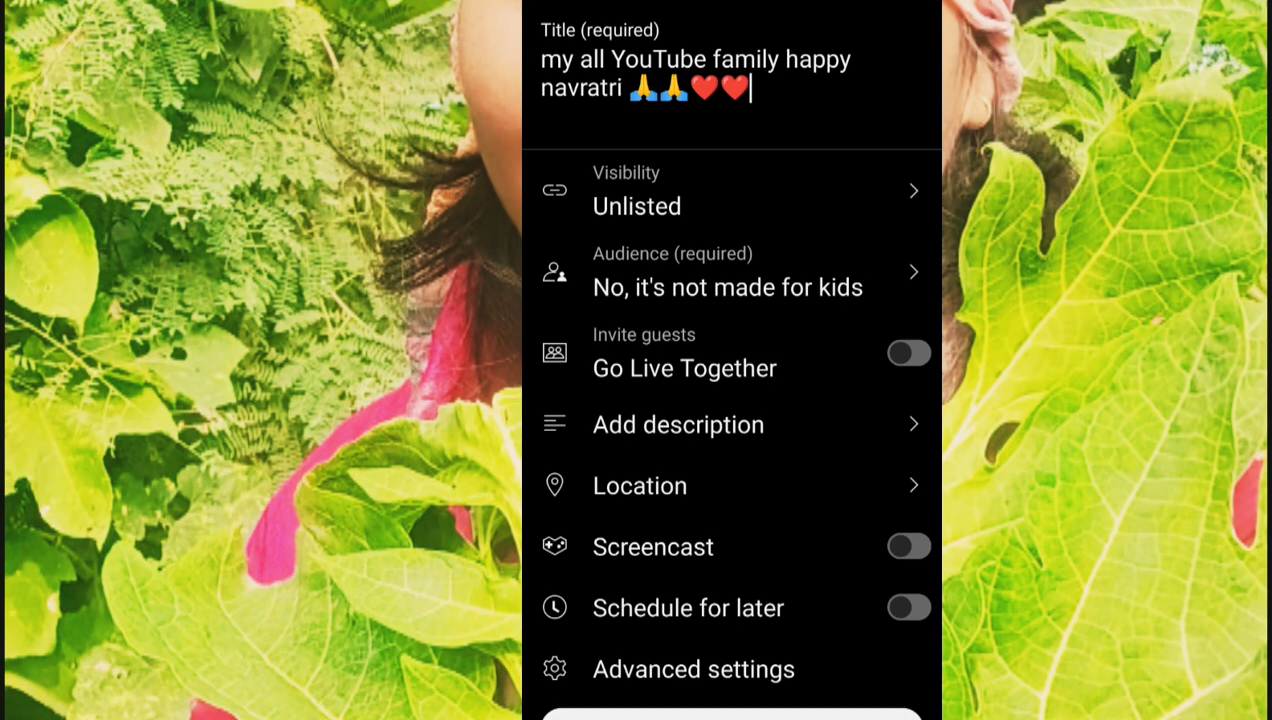 Title (required)
my all YouTube family happy
navratri 🙏🙏❤️❤️
Visibility
Unlisted
Audience (required)
No, it's not made for kids
Invite guests
Go Live Together
Add description
Location
Screencast
Schedule for later
Advanced settings